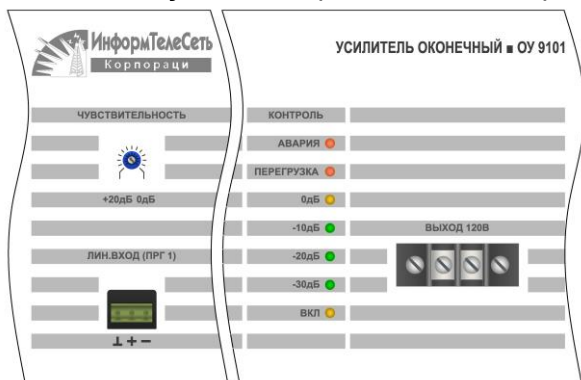 ИнформТелеСеть
Корпораци
УСИЛИТЕЛЬ ОКОНЕЧНЫЙ ■ ОУ 9101
ЧУВСТВИТЕЛЬНОСТЬ
+20дБ 0дБ
ЛИН.ВХОД (ПРГ 1)
⊥ + −
КОНТРОЛЬ
АВАРИЯ
ПЕРЕГРУЗКА
0дБ
-10дБ
-20дБ
-30дБ
ВКЛ
ВЫХОД 120В